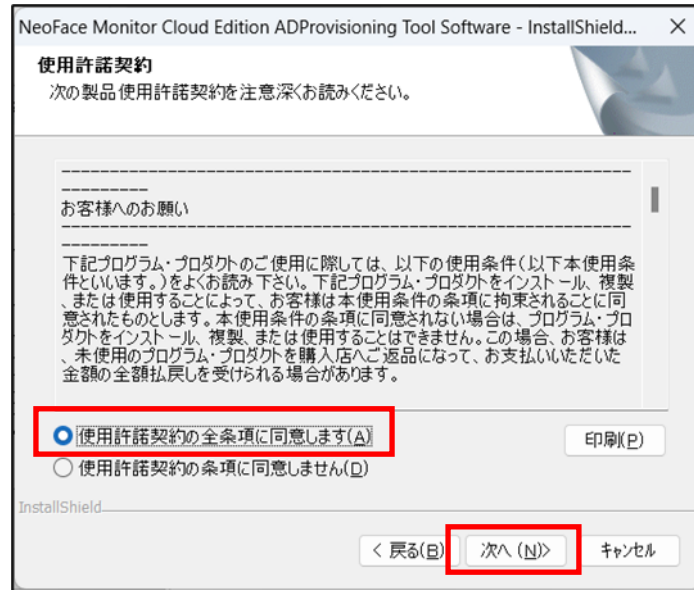 NeoFace Monitor Cloud Edition ADProvisioning Tool Software - InstallShield...
使用許諾契約
次の製品使用許諾契約を注意深くお読みください。
------------------------------------------------------------------
---------
お客様へのお願い
------------------------------------------------------------------
---------
下記プログラム・プロダクトのご使用に際しては、以下の使用条件(以下本使用条
件といいます。)をよくお読み下さい。下記プログラム・プロダクトをインストール、複製
、または使用することによって、お客様は本使用条件の条項に拘束されることに同
意されたものとします。本使用条件の条項に同意されない場合は、プログラム・プロ
ダクトをインストール、複製、または使用することはできません。この場合、お客様は
、未使用のプログラム・プロダクトを購入店へご返品になって、お支払いいただいた
金額の全額払戻しを受けられる場合があります。
使用許諾契約の全条項に同意します(A)
印刷(P)
使用許諾契約の条項に同意しません(D)
InstallShield
< 戻る(B)
次へ (N)>
キャンセル